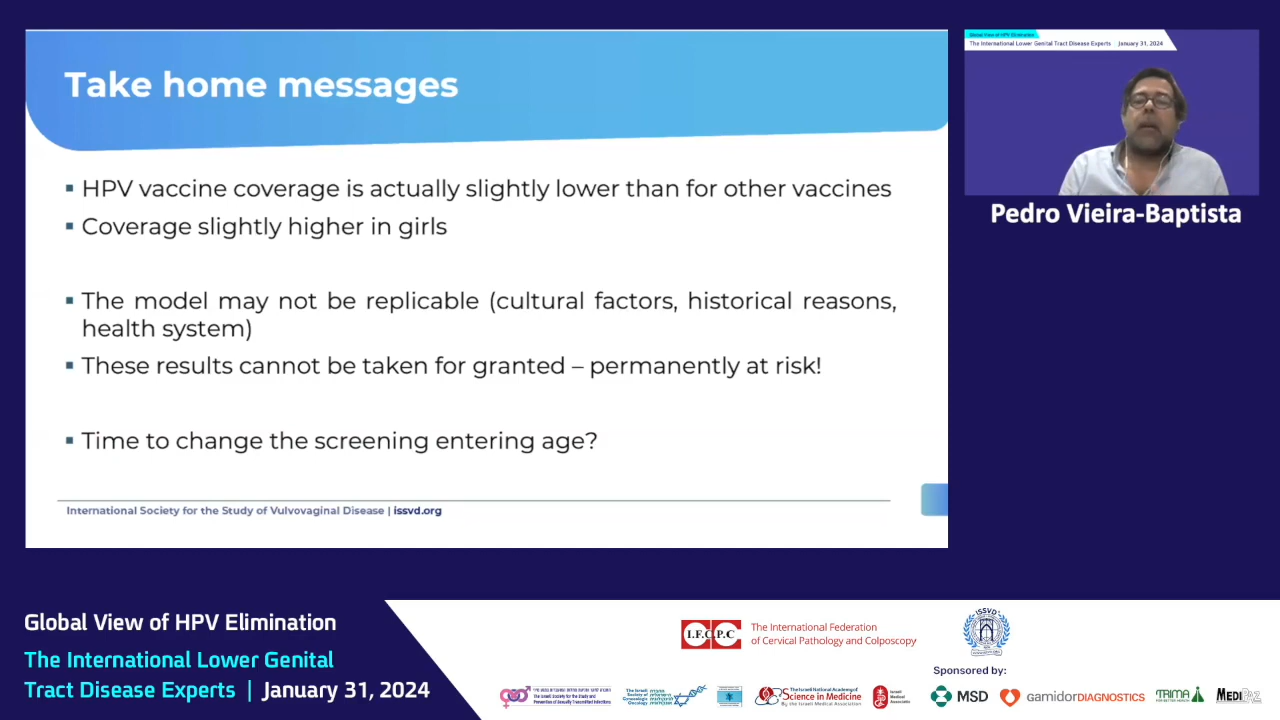 Take home messages
▪ HPV vaccine coverage is actually slightly lower than for other vaccines
▪ Coverage slightly higher in girls
▪ The model may not be replicable (cultural factors, historical reasons,
health system)
▪ These results cannot be taken for granted – permanently at risk!
▪ Time to change the screening entering age?
International Society for the Study of Vulvovaginal Disease | issvd.org
Global View of HPV Elimination
The International Lower Genital Tract Disease Experts January 31, 2024
Pedro Vieira-Baptista
Global View of HPV Elimination
The International Lower Genital
Tract Disease Experts | January 31, 2024
I.F.C.P.C
The International Federation
of Cervical Pathology and Colposcopy
ISSVD
Sponsored by:
The Israeli Society for the Study and
Prevention of Sexually Transmitted Infections
The Israeli National Academy of
Science in Medicine
By the Israeli Medical Association
Israeli
Medical
Association
MSD
gamidorDIAGNOSTICS
TRIMA